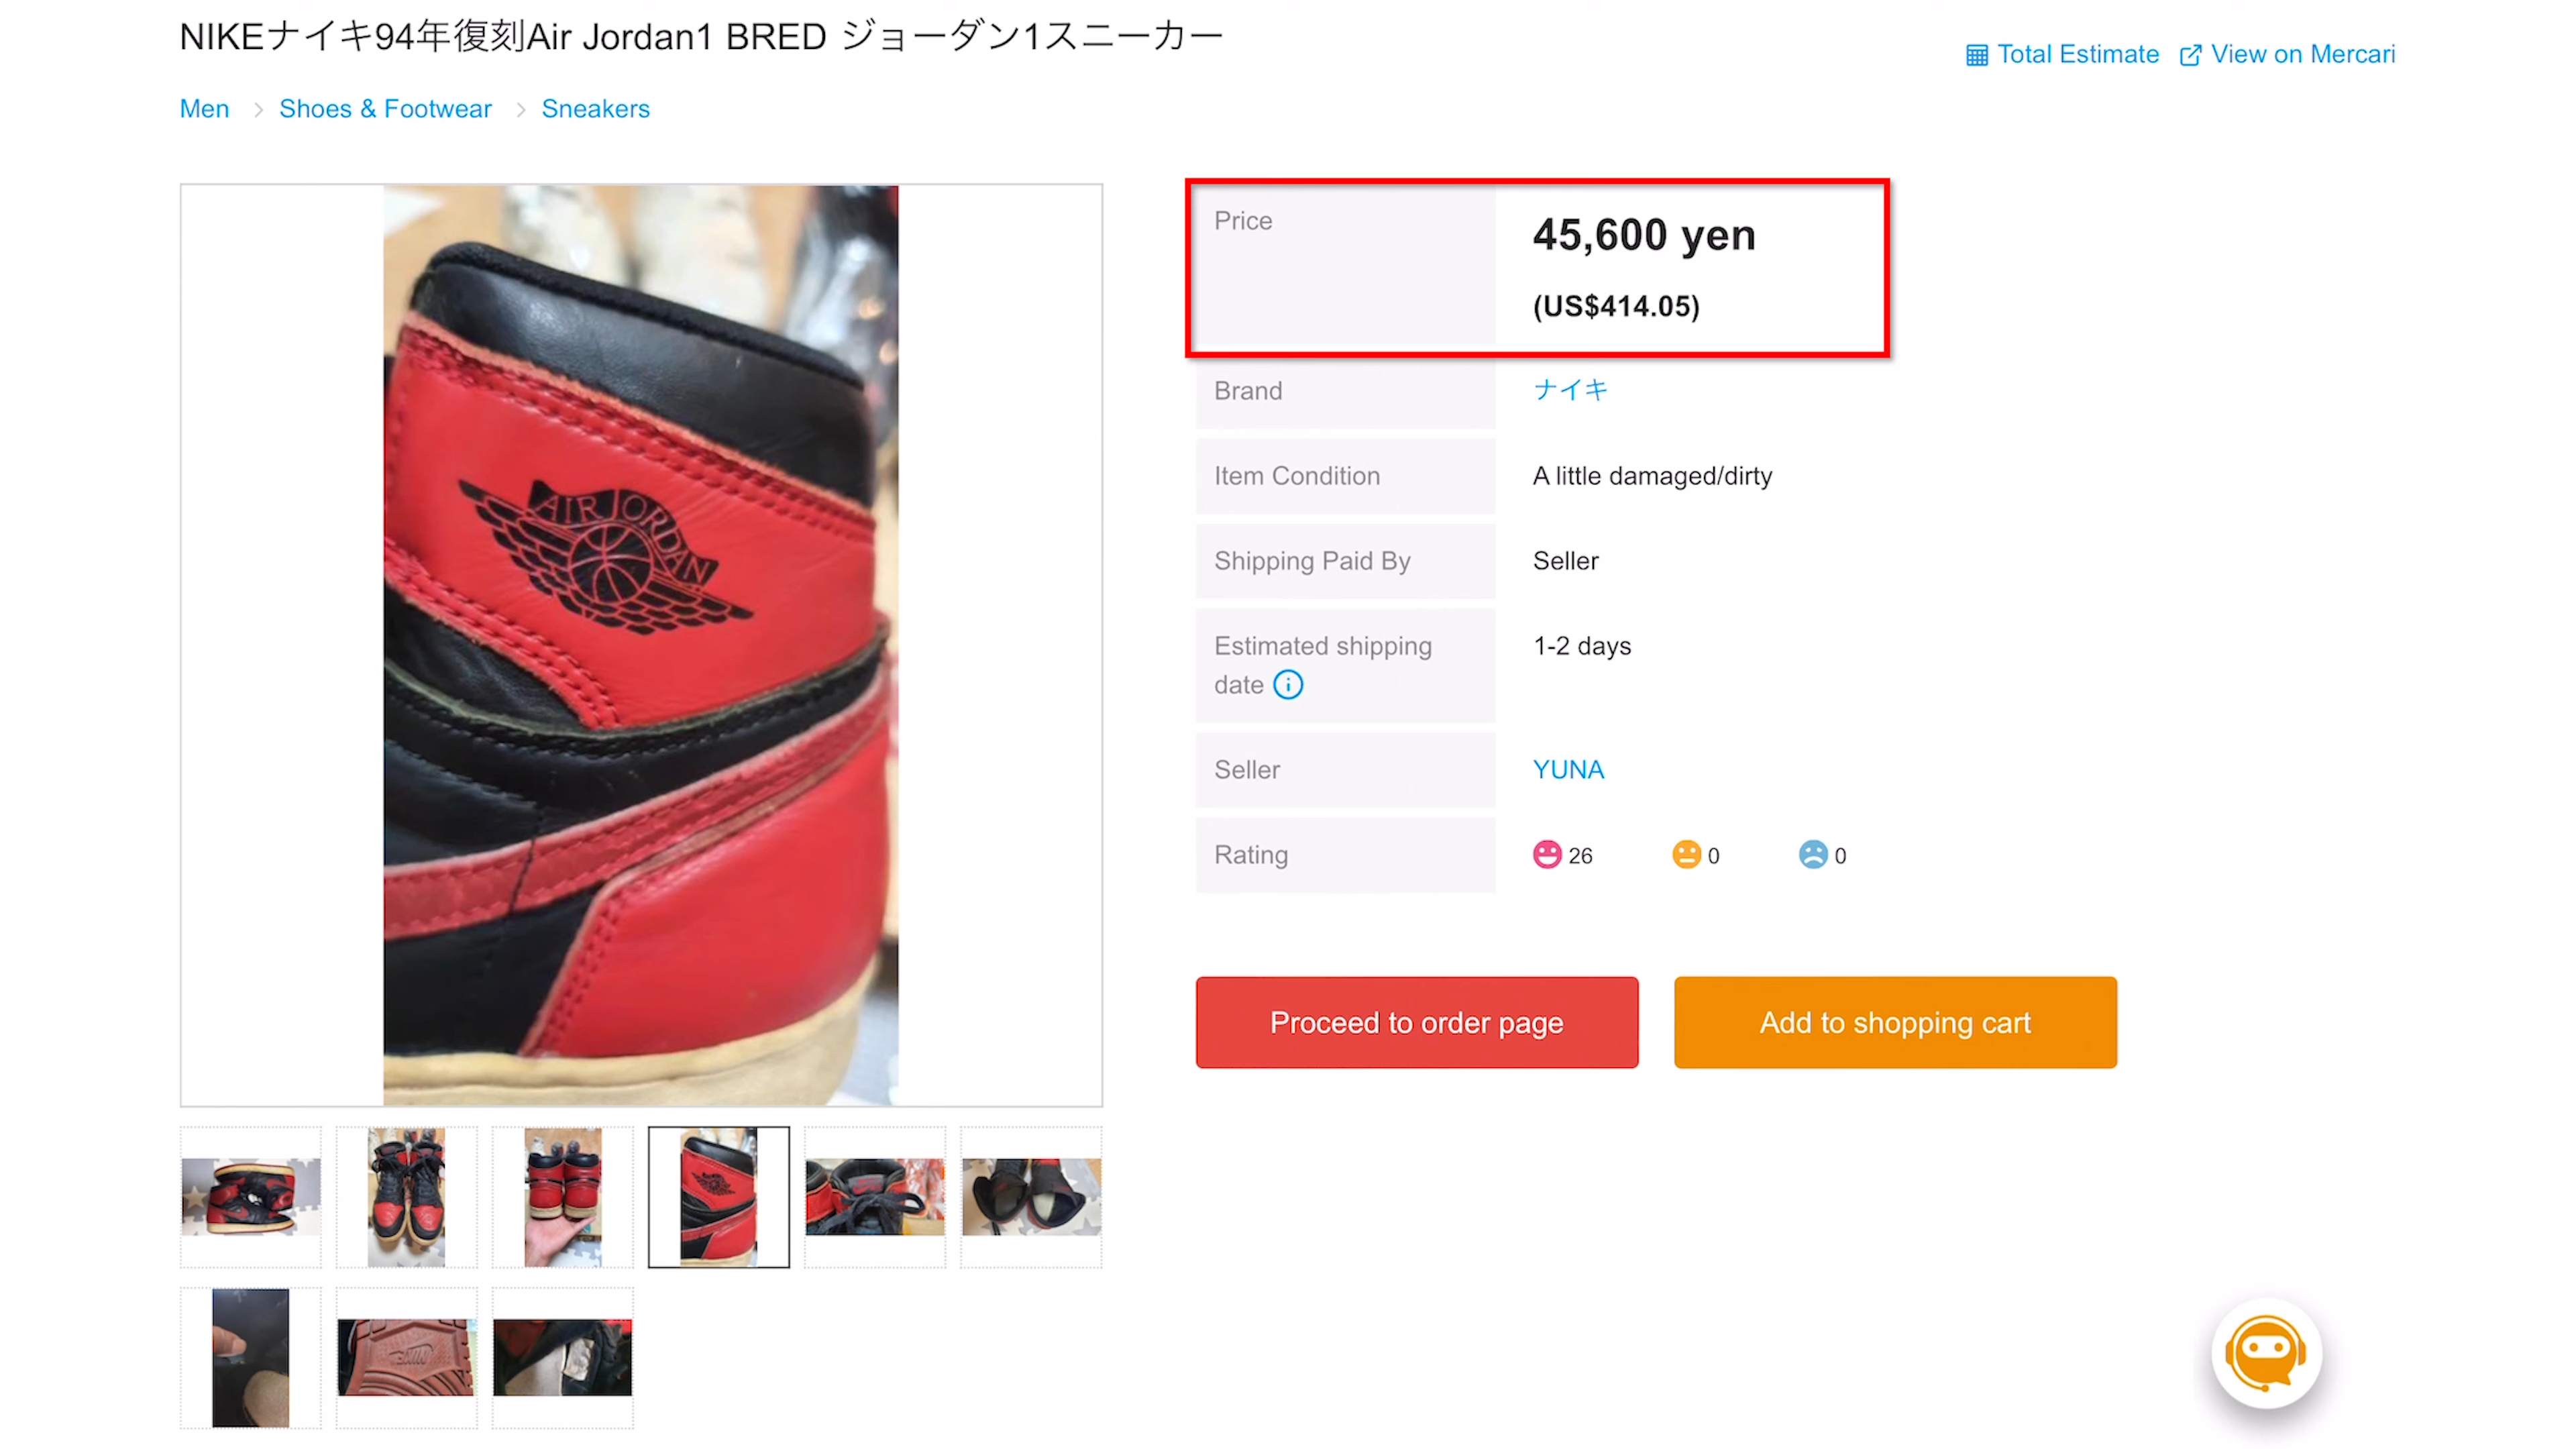 NIKEナイキ94年復刻Air Jordan1 BRED ジョーダン1スニーカー
Total Estimate View on Mercari
Men > Shoes & Footwear > Sneakers
Price 45,600 yen
(US$414.05)
Brand ナイキ
Item Condition A little damaged/dirty
Shipping Paid By Seller
Estimated shipping date 1-2 days
Seller YUNA
Rating 26 0 0
AIR JORDAN
Proceed to order page Add to shopping cart
NIKE